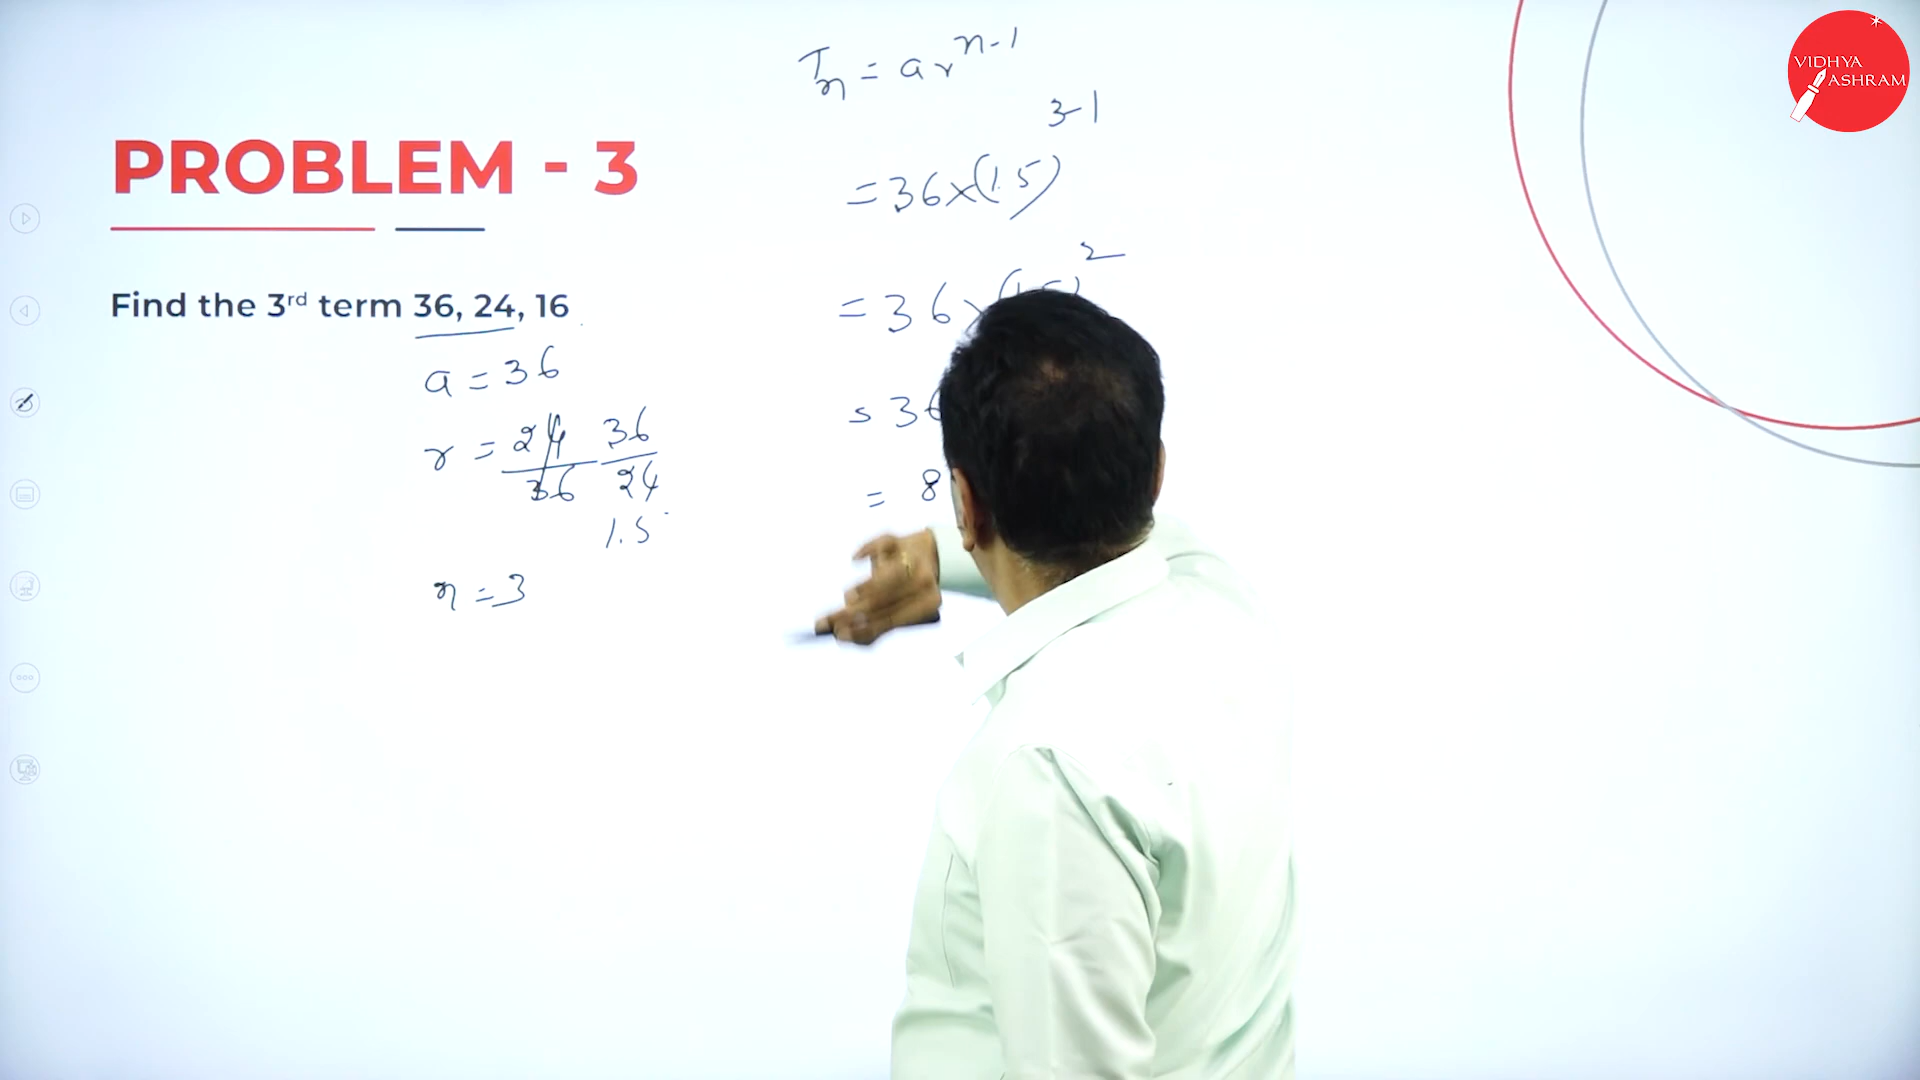 VIDHYA
ASHRAM
PROBLEM - 3
Find the 3rd term 36, 24, 16
a = 36
r = 24/36 36/24
1.5
n = 3
Tn = ar^n-1
3-1
= 36 × (1.5)
2
= 36 ×
36
= 8